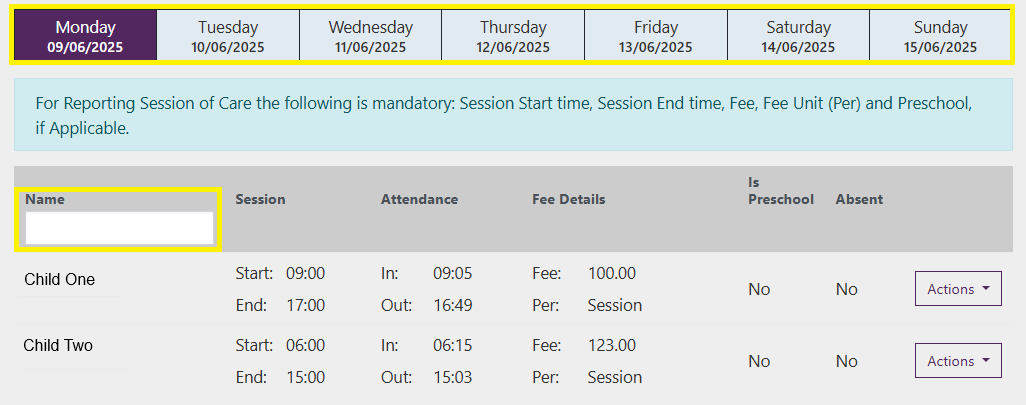 Monday Tuesday Wednesday Thursday Friday Saturday Sunday
09/06/2025 10/06/2025 11/06/2025 12/06/2025 13/06/2025 14/06/2025 15/06/2025
For Reporting Session of Care the following is mandatory: Session Start time, Session End time, Fee, Fee Unit (Per) and Preschool,
if Applicable.
Name Session Attendance Fee Details Is Preschool Absent
Child One Start: 09:00 In: 09:05 Fee: 100.00 No No Actions
End: 17:00 Out: 16:49 Per: Session
Child Two Start: 06:00 In: 06:15 Fee: 123.00 No No Actions
End: 15:00 Out: 15:03 Per: Session